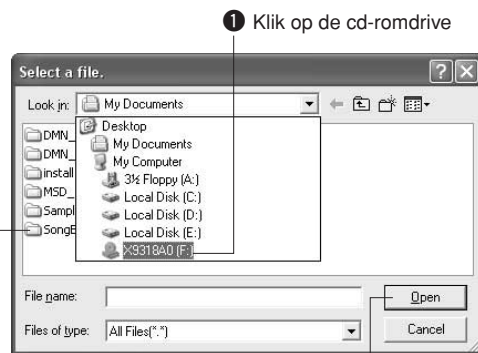 ❶ Klik op de cd-romdrive
Select a file.
Look in: My Documents
Desktop
My Documents
My Computer
3½ Floppy (A:)
Local Disk (C:)
Local Disk (D:)
Local Disk (E:)
X9318A0 (F:)
DMN_
DMN_
install
MSD_
Sampl
SongE
File name:
Open
Files of type: All Files(*.*)
Cancel